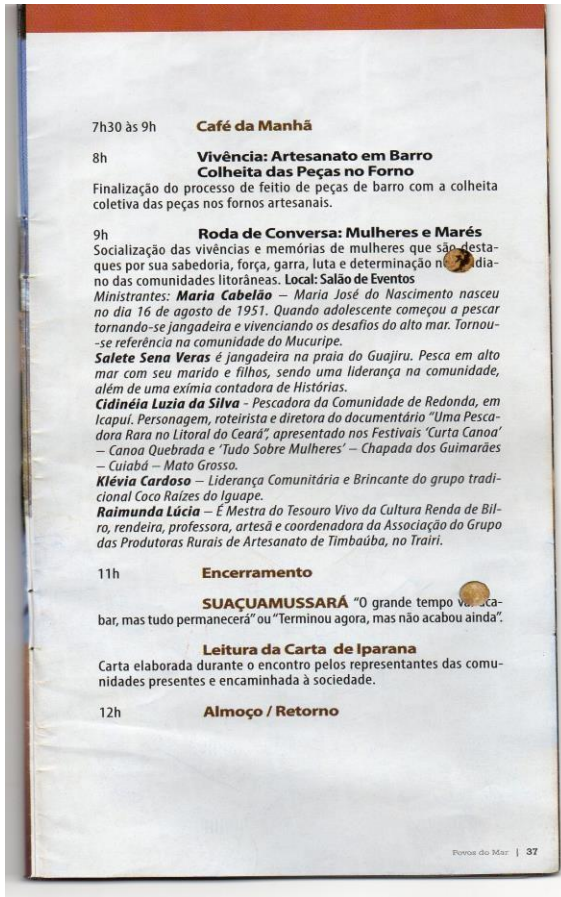 7h30 às 9h Café da Manhã
8h Vivência: Artesanato em Barro
Colheita das Peças no Forno
Finalização do processo de feitio de peças de barro com a colheita
coletiva das peças nos fornos artesanais.
9h Roda de Conversa: Mulheres e Marés
Socialização das vivências e memórias de mulheres que são desta-
ques por sua sabedoria, força, garra, luta e determinação dia-
no das comunidades litorâneas. Local: Salão de Eventos
Ministrantes: Maria Cabelão – Maria José do Nascimento nasceu
no dia 16 de agosto de 1951. Quando adolescente começou a pescar
tornando-se jangadeira e vivenciando os desafios do alto mar. Tornou-
-se referência na comunidade do Mucuripe.
Salete Sena Veras é jangadeira na praia do Guajiru. Pesca em alto
mar com seu marido e filhos, sendo uma liderança na comunidade,
além de uma exímia contadora de Histórias.
Cidinéia Luzia da Silva - Pescadora da Comunidade de Redonda, em
Icapuí. Personagem, roteirista e diretora do documentário "Uma Pesca-
dora Rara no Litoral do Ceará", apresentado nos Festivais 'Curta Canoa'
– Canoa Quebrada e 'Tudo Sobre Mulheres' – Chapada dos Guimarães
– Cuiabá – Mato Grosso.
Klévia Cardoso – Liderança Comunitária e Brincante do grupo tradi-
cional Coco Raízes do Iguape.
Raimunda Lúcia – É Mestra do Tesouro Vivo da Cultura Renda de Bil-
ro, rendeira, professora, artesã e coordenadora da Associação do Grupo
das Produtoras Rurais de Artesanato de Timbaúba, no Trairi.
11h Encerramento
SUAÇUAMUSSARÁ "O grande tempo aca-
bar, mas tudo permanecerá" ou "Terminou agora, mas não acabou ainda".
Leitura da Carta de Iparana
Carta elaborada durante o encontro pelos representantes das comu-
nidades presentes e encaminhada à sociedade.
12h Almoço / Retorno
Povos do Mar | 37